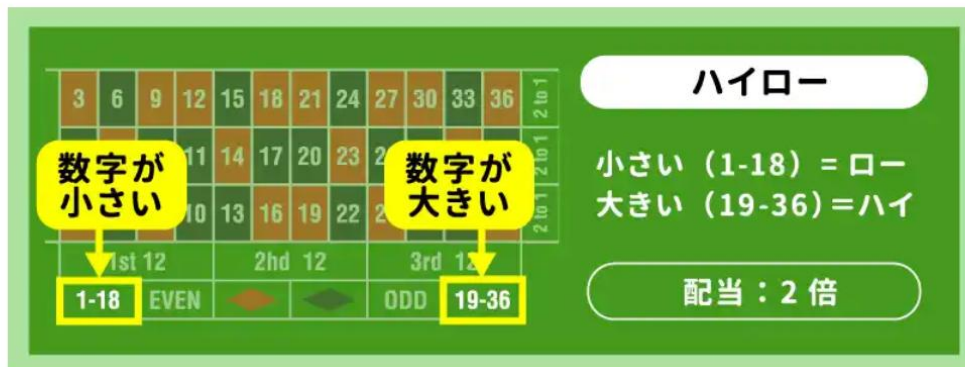 ハイロー
小さい（1-18）= ロー
大きい（19-36）＝ハイ
配当：2 倍
3 6 9 12 15 18 21 24 27 30 33 36 2 to 1
11 14 17 20 23 2 to 1
10 13 16 19 22 2 to 1
数字が
小さい
数字が
大きい
1st 12 2hd 12 3rd 12
1-18 EVEN ODD 19-36